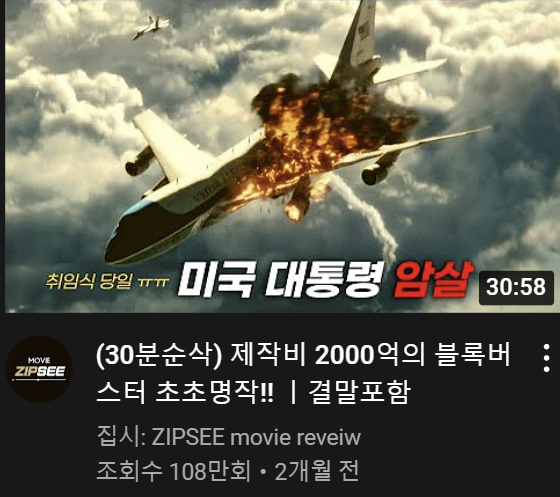 UNITED STATES
취임식 당일 ㅠㅠ 미국 대통령 암살
30:58
MOVIE
ZIPSEE
(30분순삭) 제작비 2000억의 블록버
스터 초초명작!! ㅣ결말포함
집시: ZIPSEE movie reveiw
조회수 108만회 • 2개월 전